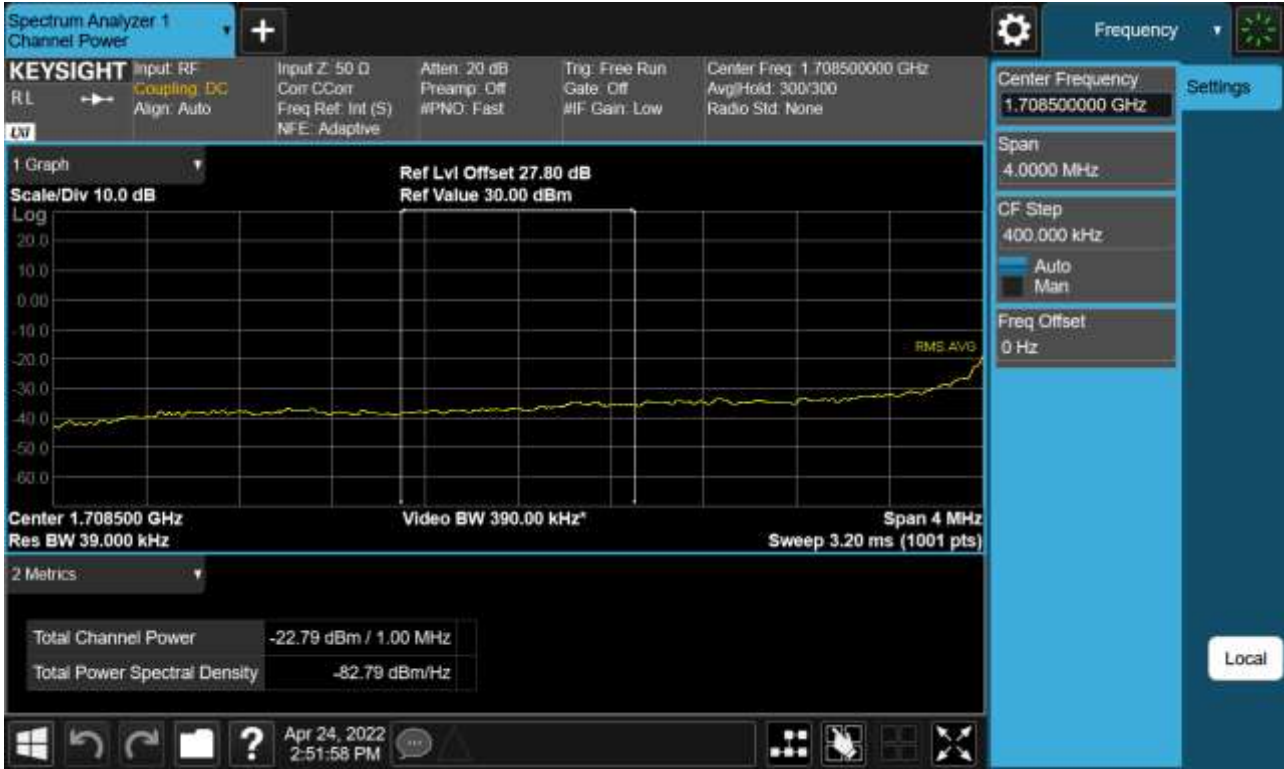 Spectrum Analyzer 1
Channel Power
+
Frequency
KEYSIGHT
RL
LXI
Input: RF
Coupling: DC
Align: Auto
Input Z: 50 Ω
Corr CCorr
Freq Ref: Int (S)
NFE: Adaptive
Atten: 20 dB
Preamp: Off
#PNO: Fast
Trig: Free Run
Gate: Off
#IF Gain: Low
Center Freq: 1.708500000 GHz
Avg|Hold: 300/300
Radio Std: None
Center Frequency
1.708500000 GHz
Settings
Span
4.0000 MHz
CF Step
400.000 kHz
Auto
Man
Freq Offset
0 Hz
1 Graph
Scale/Div 10.0 dB
Ref Lvl Offset 27.80 dB
Ref Value 30.00 dBm
Log
20.0
10.0
0.00
-10.0
-20.0
-30.0
-40.0
-50.0
-60.0
RMS AVG
Center 1.708500 GHz
Video BW 390.00 kHz*
Span 4 MHz
Res BW 39.000 kHz
Sweep 3.20 ms (1001 pts)
2 Metrics
Total Channel Power -22.79 dBm / 1.00 MHz
Total Power Spectral Density -82.79 dBm/Hz
Local
?
Apr 24, 2022
2:51:58 PM